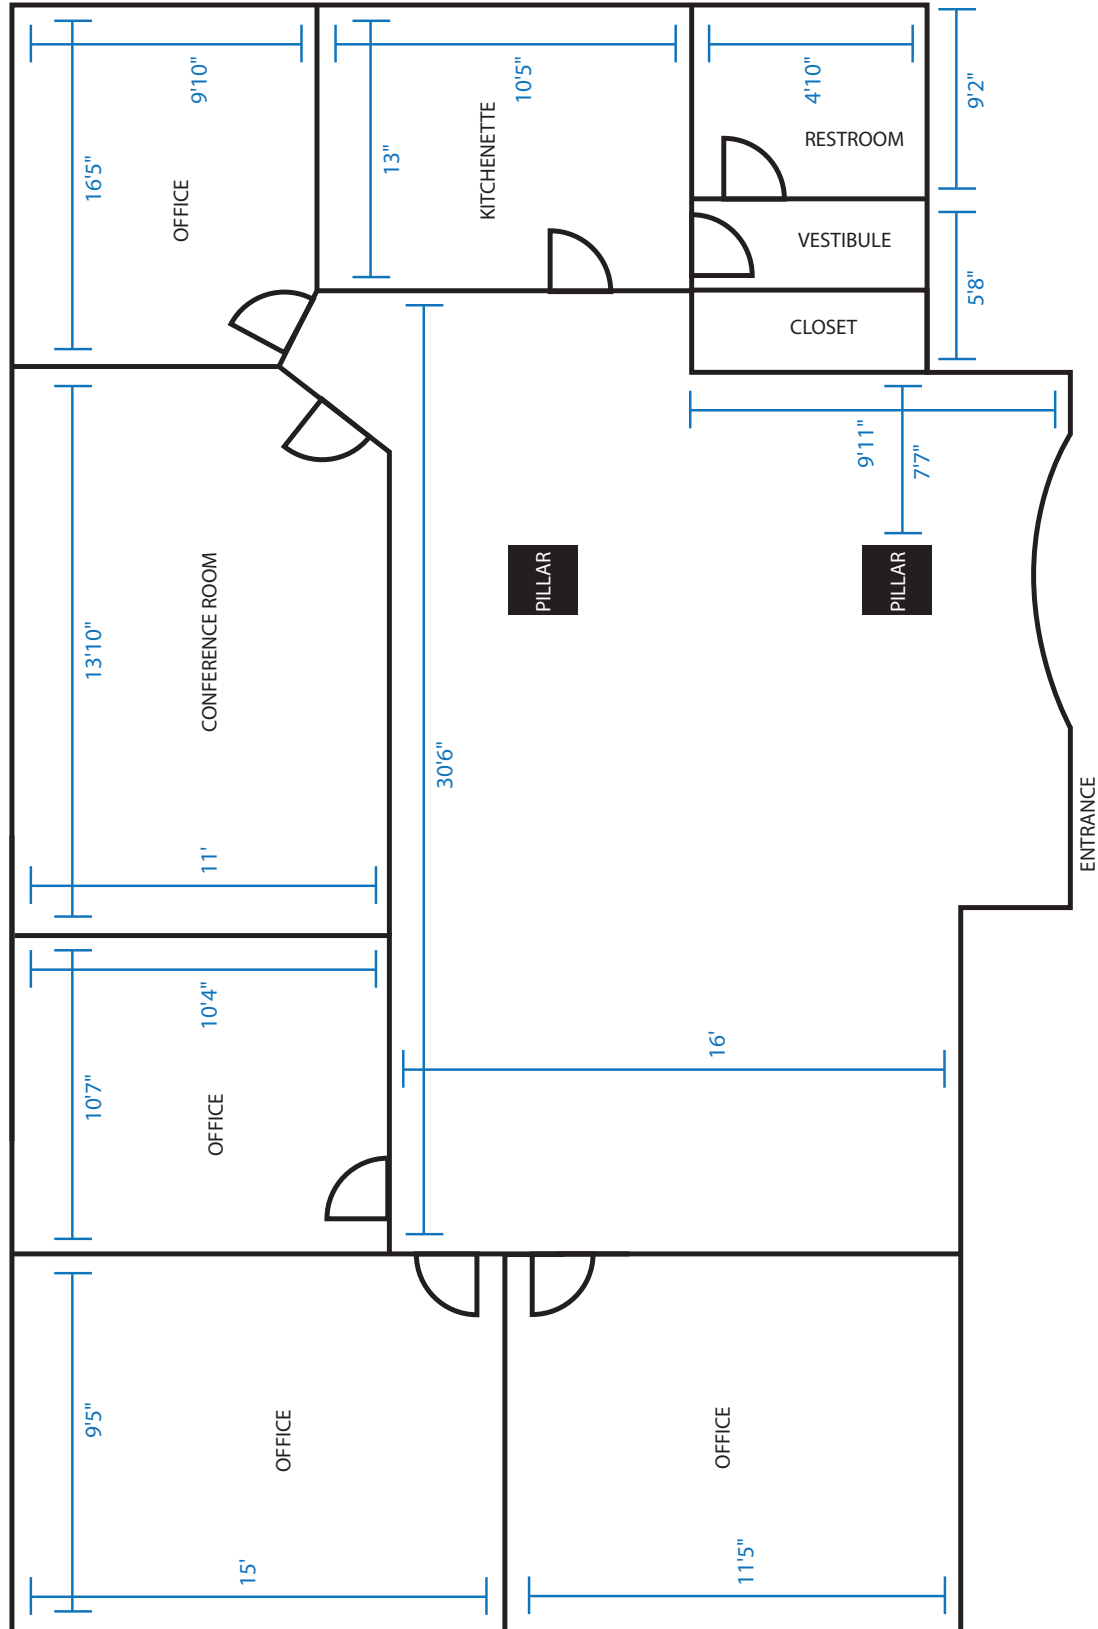 9'10"
16'5"
OFFICE
10'5"
13"
KITCHENETTE
4'10"
RESTROOM
9'2"
VESTIBULE
5'8"
CLOSET
9'11"
7'7"
13'10"
CONFERENCE ROOM
11'
PILLAR
PILLAR
30'6"
ENTRANCE
10'4"
10'7"
OFFICE
16'
9'5"
OFFICE
15'
OFFICE
11'5"